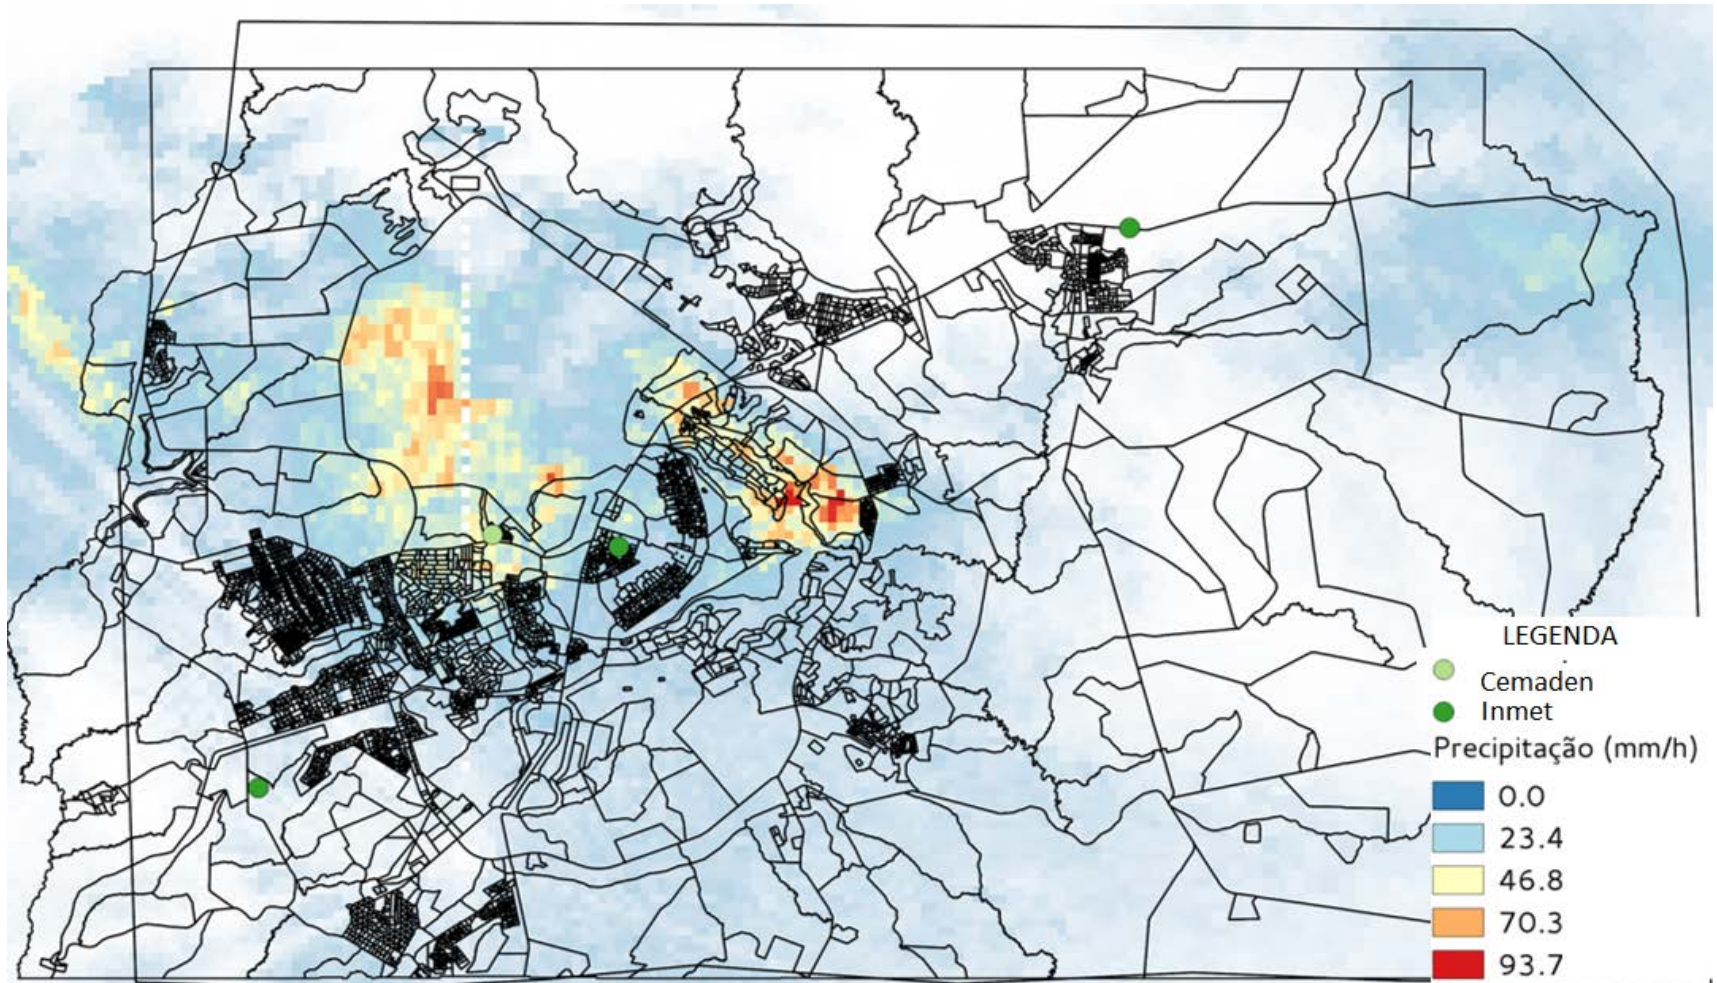 LEGENDA
Cemaden
Inmet
Precipitação (mm/h)
0.0
23.4
46.8
70.3
93.7